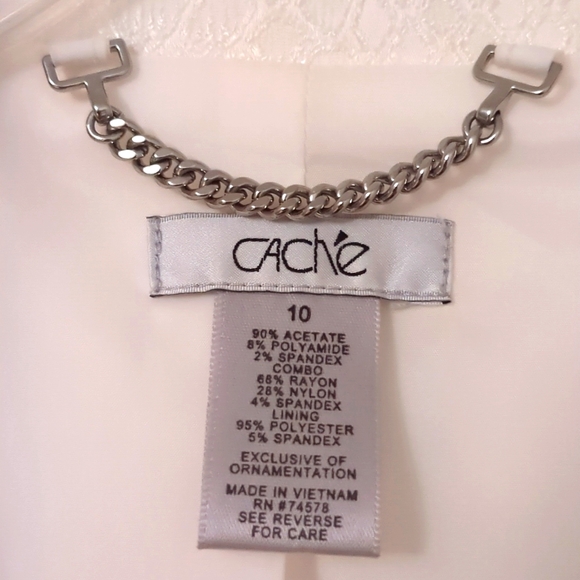 CACHé
10
90% ACETATE
8% POLYAMIDE
2% SPANDEX
COMBO
68% RAYON
28% NYLON
4% SPANDEX
LINING
95% POLYESTER
5% SPANDEX
EXCLUSIVE OF
ORNAMENTATION
MADE IN VIETNAM
RN #74578
SEE REVERSE
FOR CARE